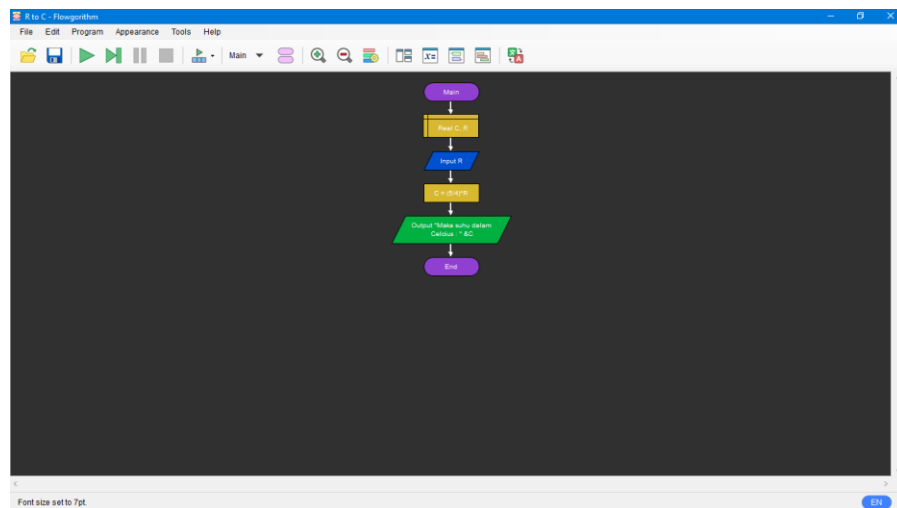 R to C - Flowgorithm
File Edit Program Appearance Tools Help
Main
Main
Real C, R
Input R
C = (5/4)*R
Output "Maka suhu dalam
Celcius : " &C
End
Font size set to 7pt.
EN